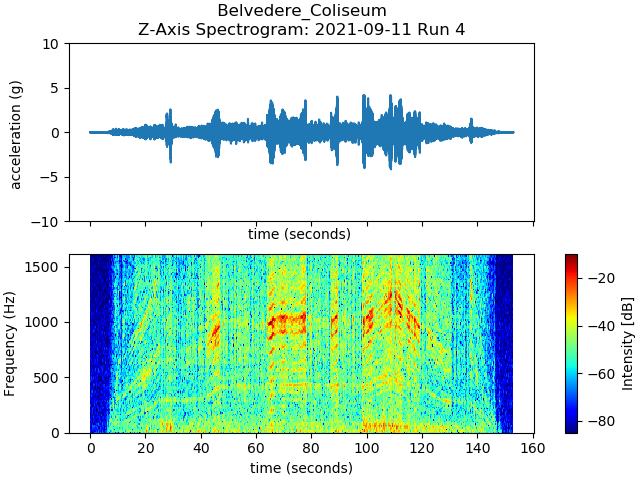 Belvedere_Coliseum
Z-Axis Spectrogram: 2021-09-11 Run 4
10
5
0
−5
−10
acceleration (g)
time (seconds)
1500
1000
500
0
Frequency (Hz)
0 20 40 60 80 100 120 140 160
time (seconds)
−20
−40
−60
−80
Intensity [dB]